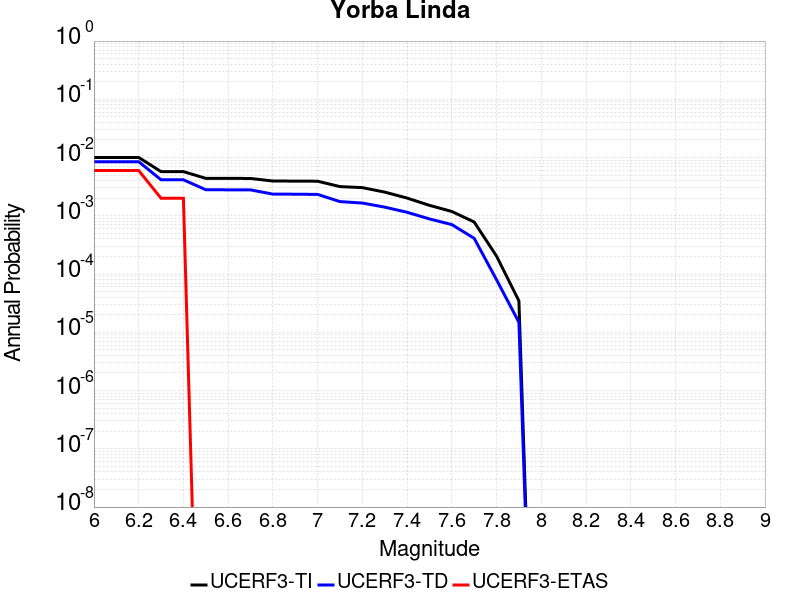 Yorba Linda
10^0
10^-1
10^-2
10^-3
10^-4
10^-5
10^-6
10^-7
10^-8
Annual Probability
6 6.2 6.4 6.6 6.8 7 7.2 7.4 7.6 7.8 8 8.2 8.4 8.6 8.8 9
Magnitude
UCERF3-TI UCERF3-TD UCERF3-ETAS